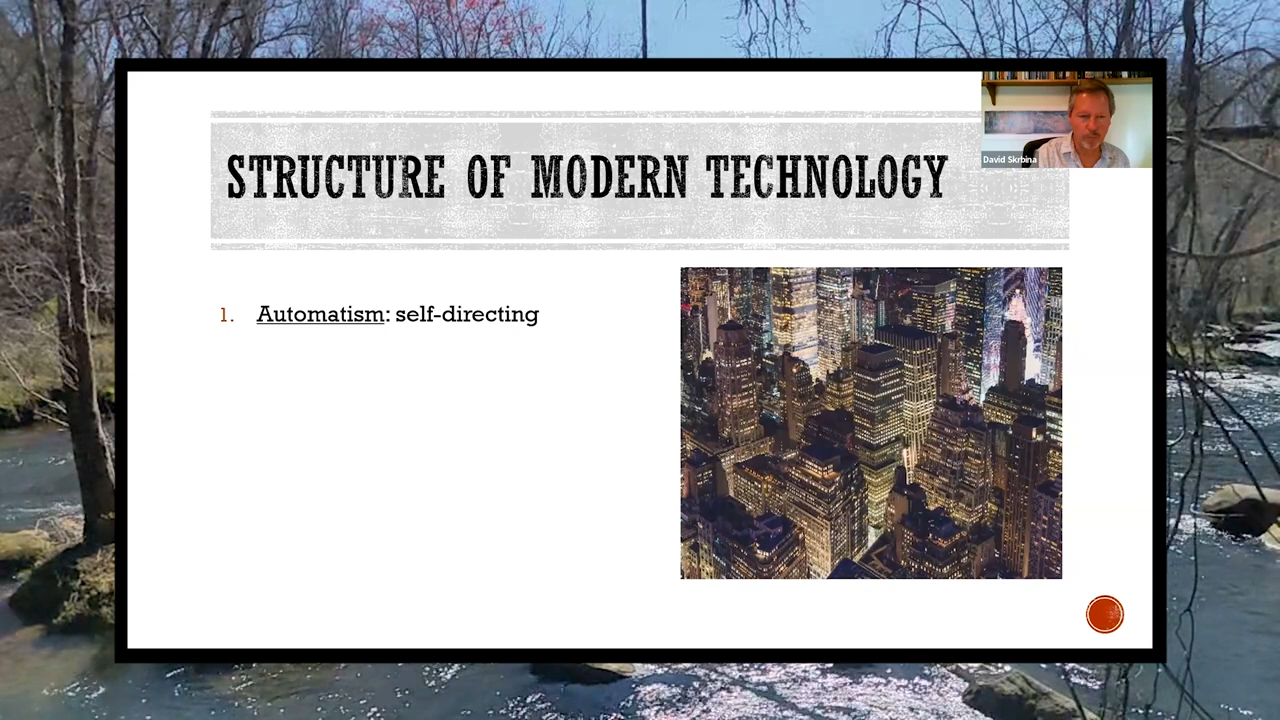 STRUCTURE OF MODERN TECHNOLOGY
David Skrbina
1. Automatism: self-directing